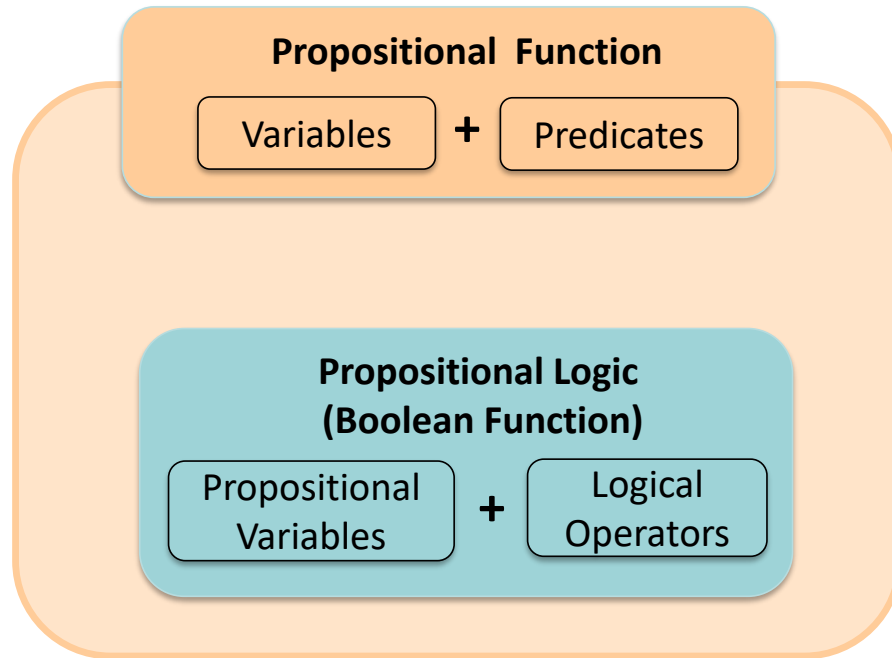 Propositional Function
Variables + Predicates
Propositional Logic
(Boolean Function)
Propositional Variables + Logical Operators